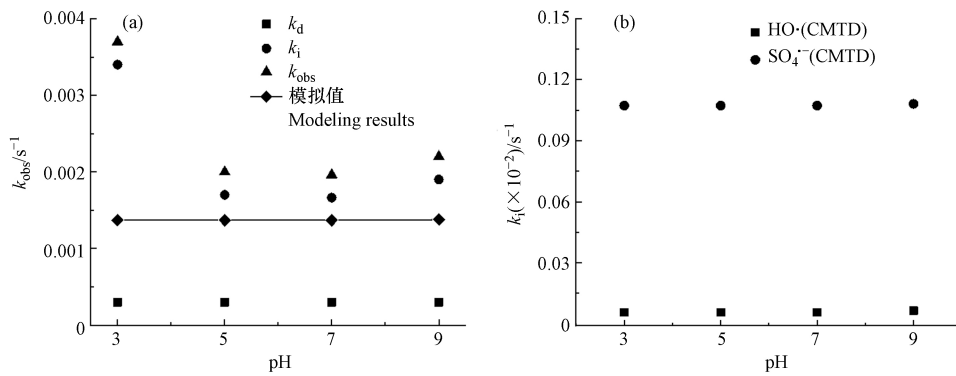 (a)
0.004
0.003
0.002
0.001
0
k_obs/s⁻¹
k_d
k_i
k_obs
模拟值
Modeling results
3 5 7 9
pH
(b)
0.15
0.12
0.09
0.06
0.03
0
k_i(×10⁻²)/s⁻¹
HO·(CMTD)
SO₄·⁻(CMTD)
3 5 7 9
pH